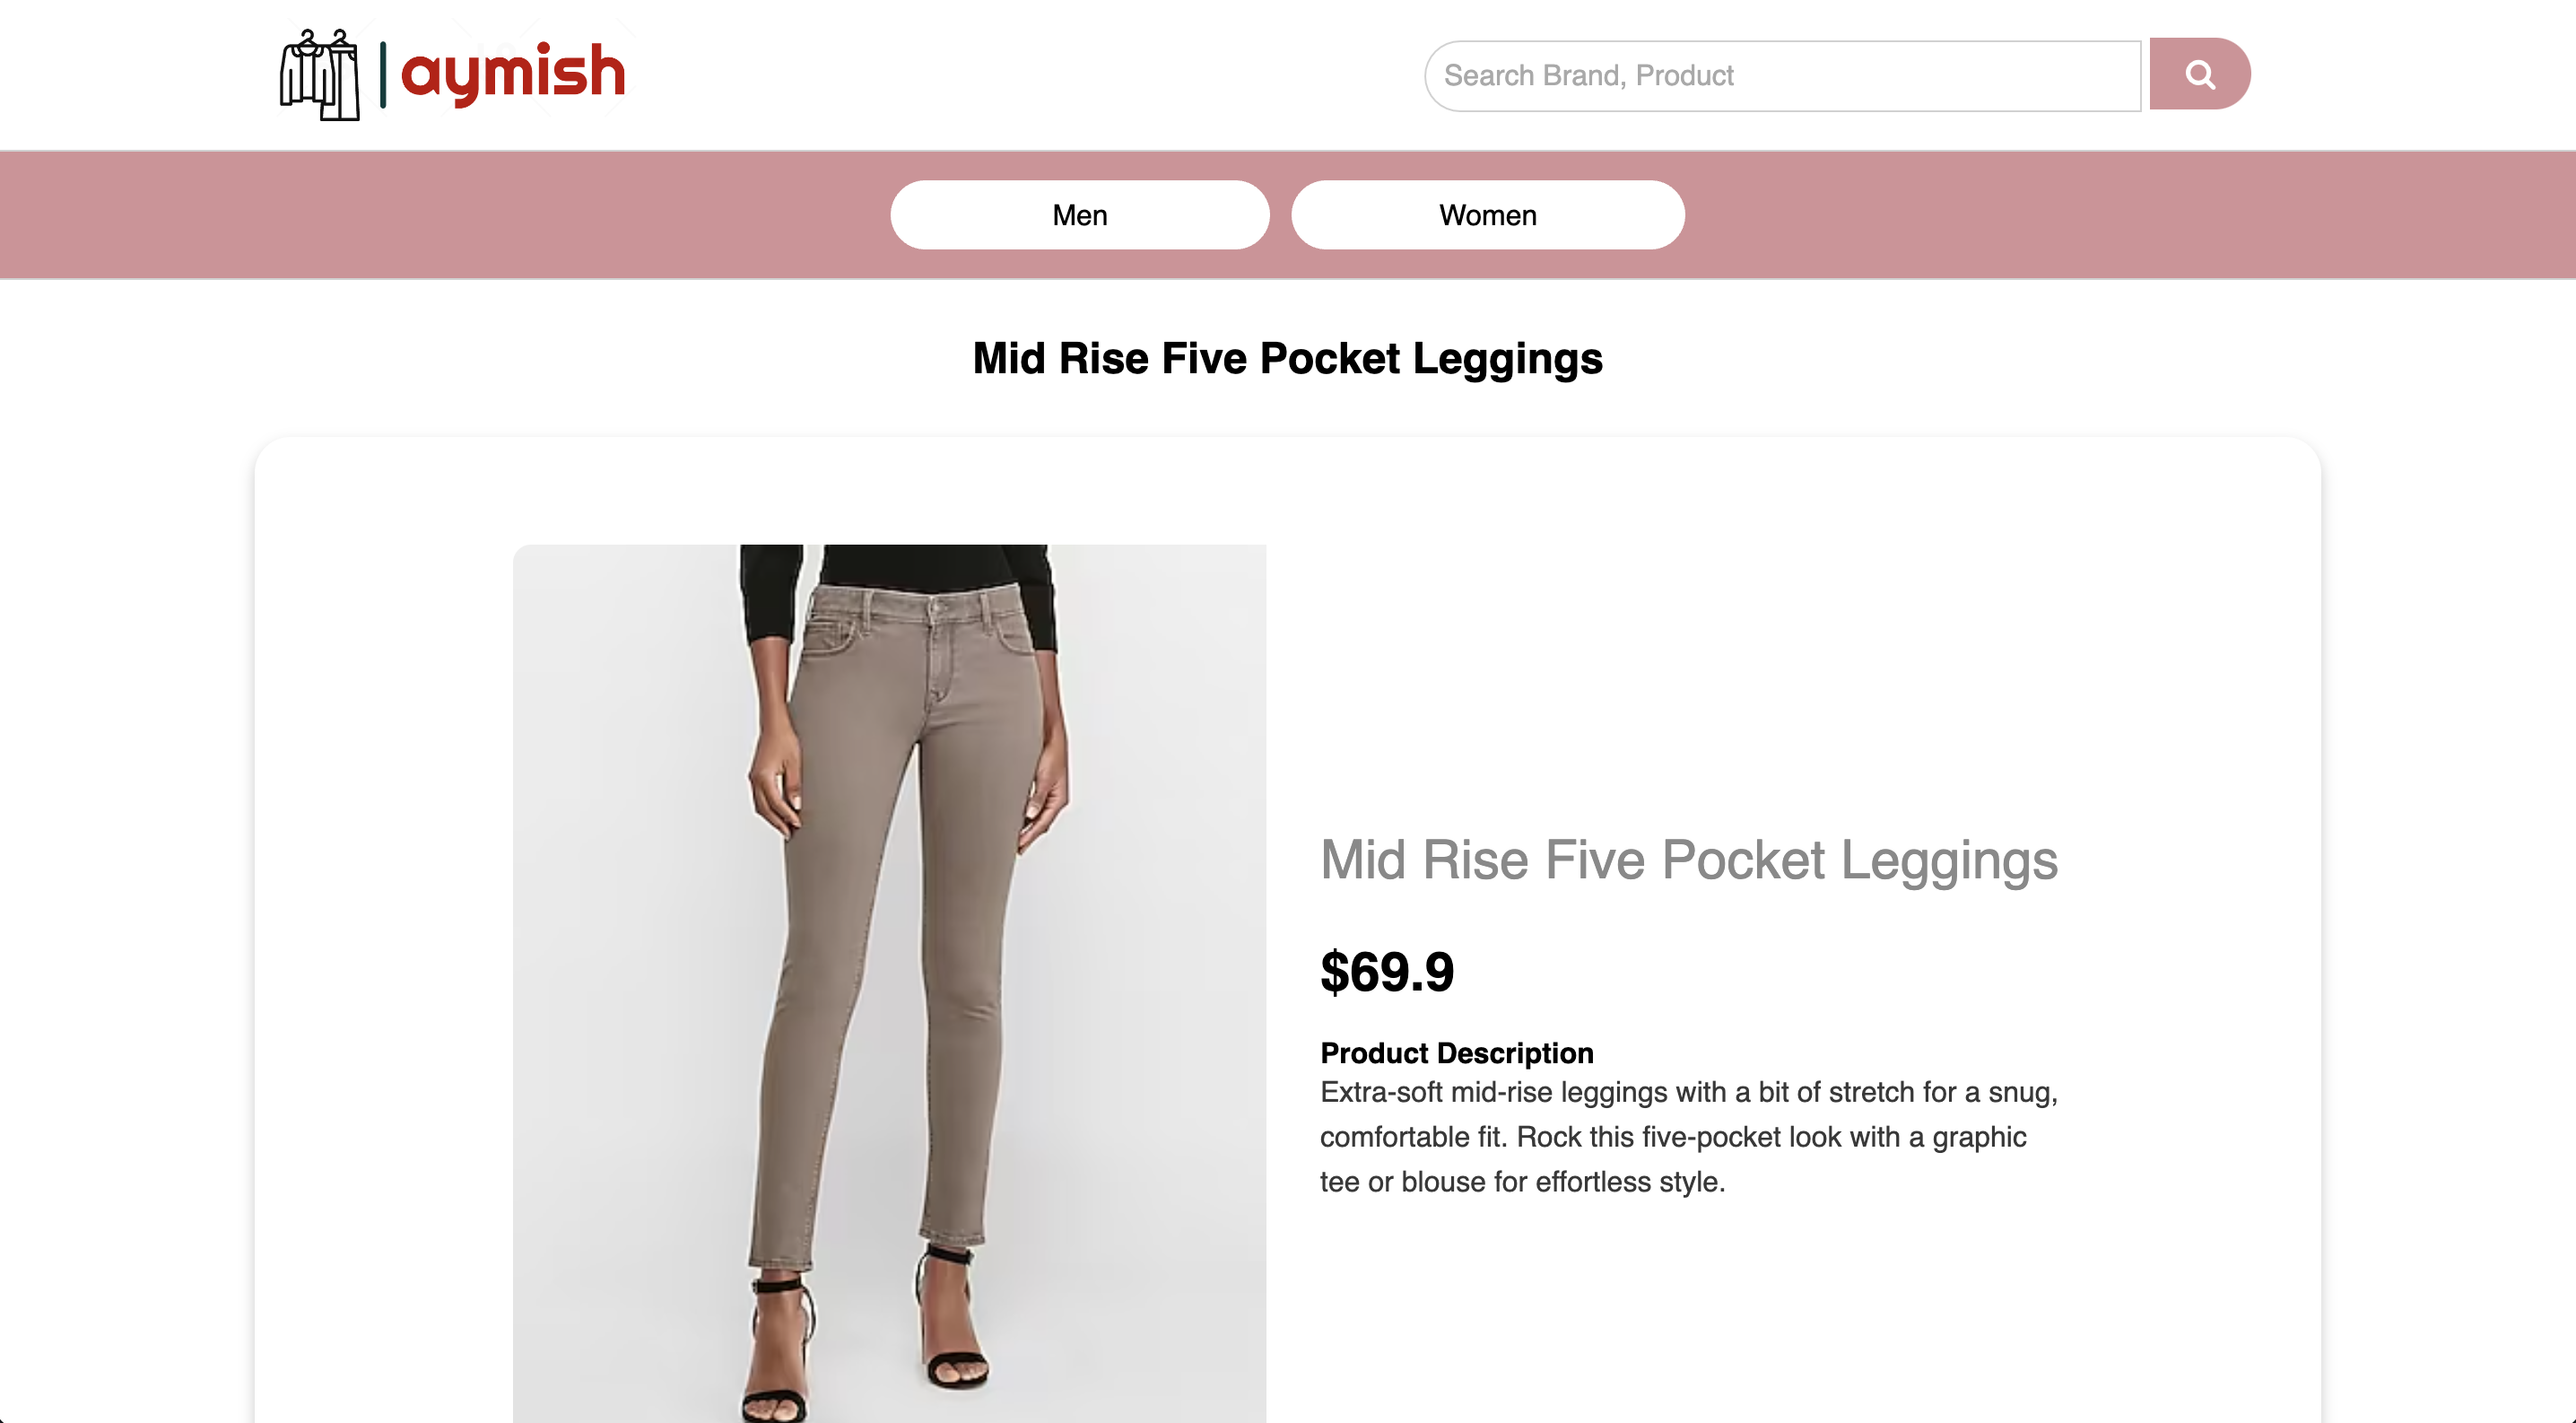 aymish
Search Brand, Product
Men
Women
Mid Rise Five Pocket Leggings
Mid Rise Five Pocket Leggings
$69.9
Product Description
Extra-soft mid-rise leggings with a bit of stretch for a snug,
comfortable fit. Rock this five-pocket look with a graphic
tee or blouse for effortless style.